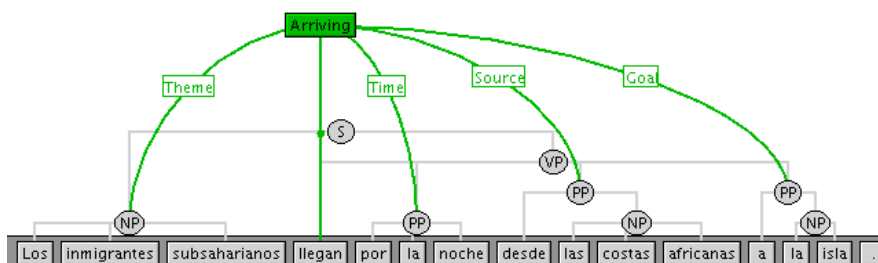 Arriving
Theme Time Source Goal
S
VP
PP PP
NP PP NP NP
Los inmigrantes subsaharianos llegan por la noche desde las costas africanas a la isla .